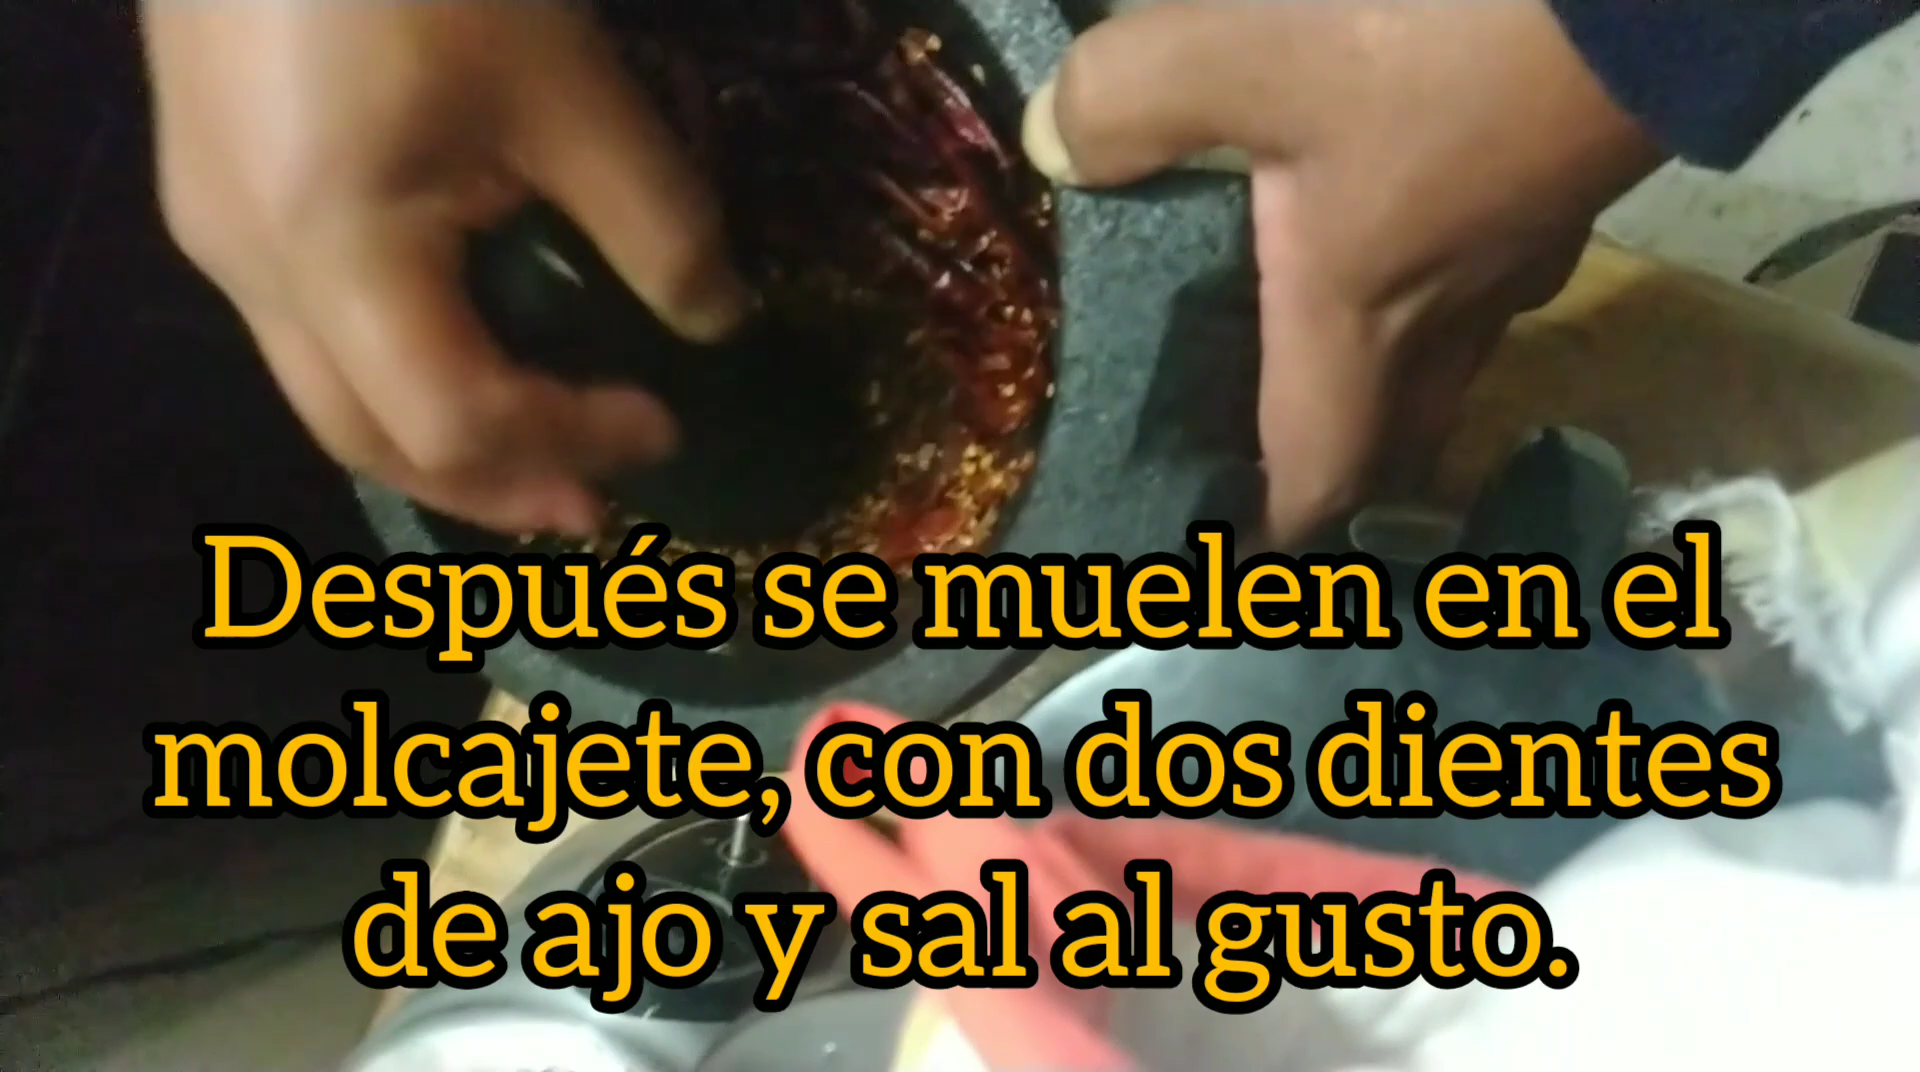 Después se muelen en el
molcajete, con dos dientes
de ajo y sal al gusto.